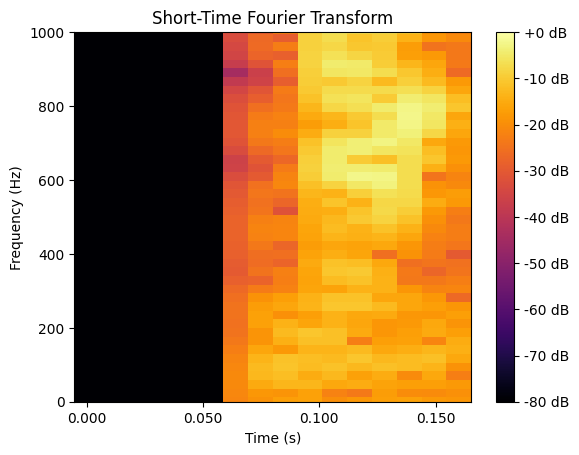 Short-Time Fourier Transform
1000
800
600
400
200
0
Frequency (Hz)
0.000
0.050
0.100
0.150
Time (s)
+0 dB
-10 dB
-20 dB
-30 dB
-40 dB
-50 dB
-60 dB
-70 dB
-80 dB